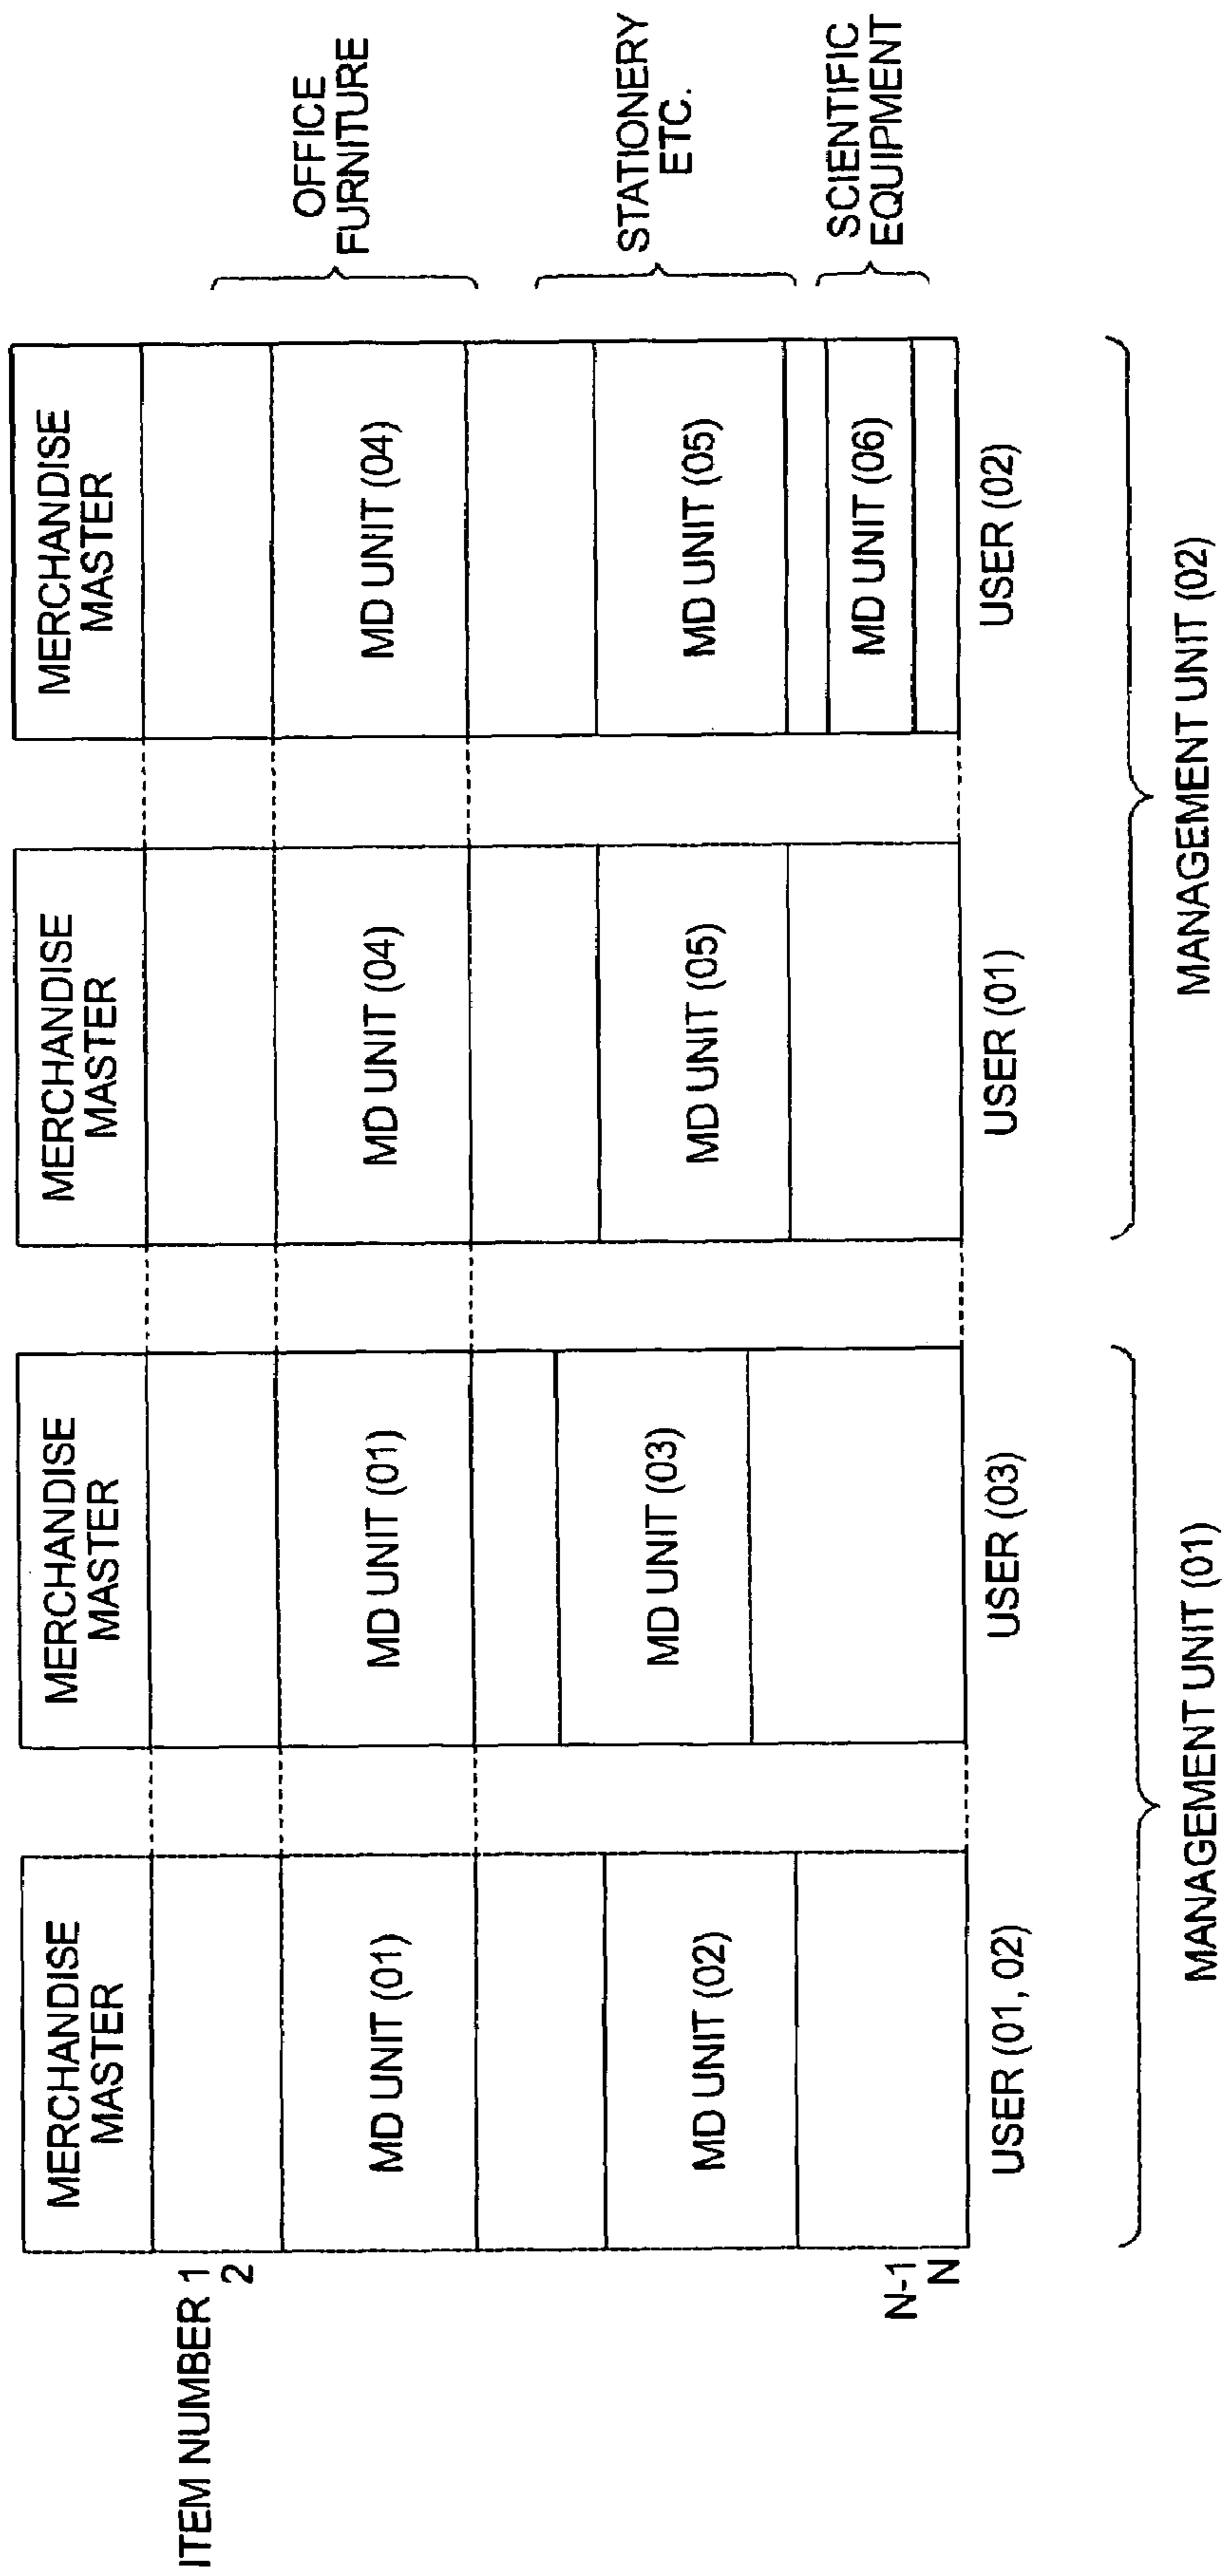 MERCHANDISE
MASTER
MERCHANDISE
MASTER
MERCHANDISE
MASTER
MERCHANDISE
MASTER
ITEM NUMBER 1
2
OFFICE
FURNITURE
MD UNIT (01)
MD UNIT (01)
MD UNIT (04)
MD UNIT (04)
STATIONERY
ETC.
MD UNIT (02)
MD UNIT (03)
MD UNIT (05)
MD UNIT (05)
SCIENTIFIC
EQUIPMENT
MD UNIT (06)
N-1
N
USER (01, 02)
USER (03)
USER (01)
USER (02)
MANAGEMENT UNIT (01)
MANAGEMENT UNIT (02)